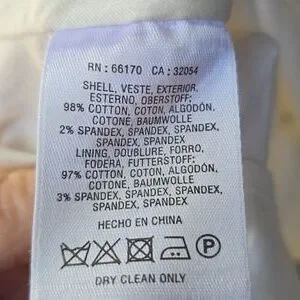 RN : 66170 CA : 32054
SHELL, VESTE, EXTERIOR,
ESTERNO, OBERSTOFF;
98% COTTON, COTON, ALGODÓN,
COTONE, BAUMWOLLE
2% SPANDEX, SPANDEX, SPANDEX,
SPANDEX, SPANDEX
LINING, DOUBLURE, FORRO,
FODERA, FUTTERSTOFF;
97% COTTON, COTON, ALGODÓN,
COTONE, BAUMWOLLE
3% SPANDEX, SPANDEX, SPANDEX,
SPANDEX, SPANDEX
HECHO EN CHINA
P
DRY CLEAN ONLY